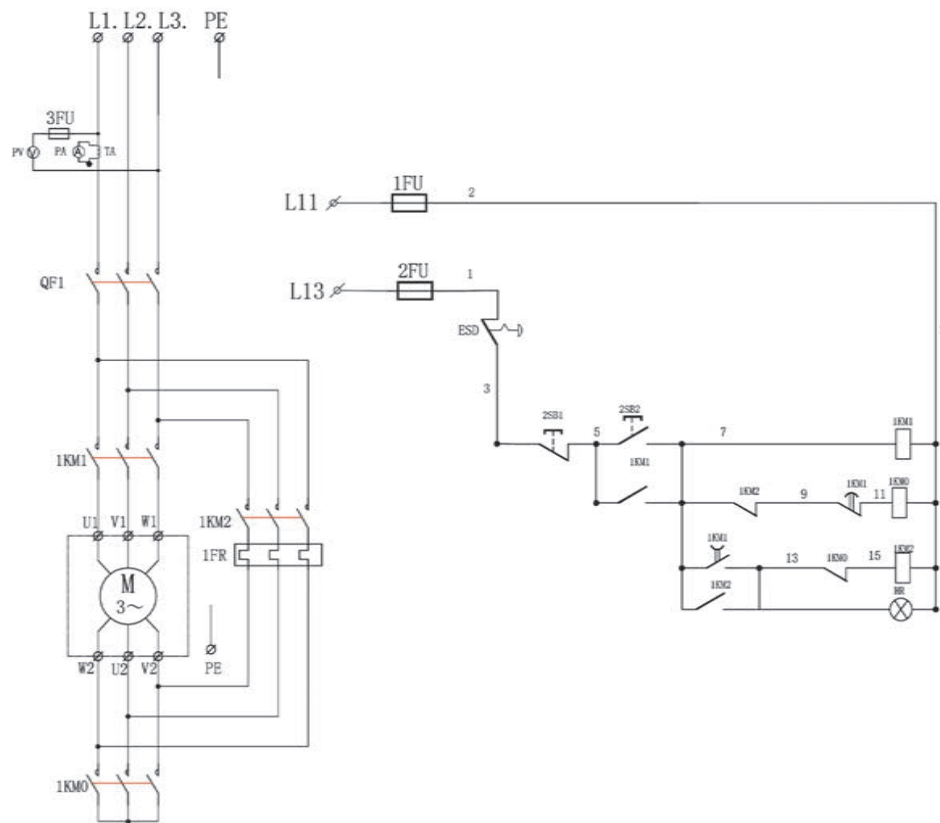 L1. L2. L3. PE
3FU
PV V PA A TA
1FU
2
L11
2FU
1
L13
QF1
ESD
3
2SB1
2SB2
5
7
1KM1
1KM1
1KM1
1KM2
9
1KM1
11
1KM0
U1 V1 W1
1KM2
1FR
M
3～
1KM1
13
1KM0
15
1KM2
1KM2
HR
W2 U2 V2
PE
1KM0